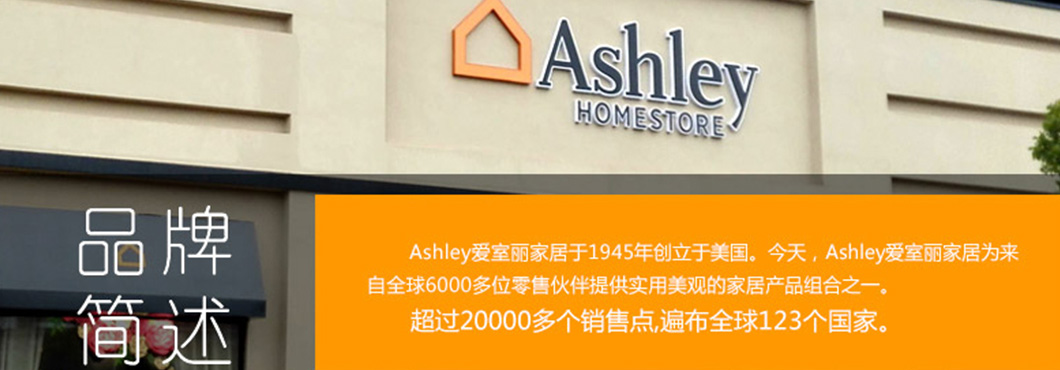 Ashley
HOMESTORE
品牌
简述
Ashley爱室丽家居于1945年创立于美国。今天，Ashley爱室丽家居为来
自全球6000多位零售伙伴提供实用美观的家居产品组合之一。
超过20000多个销售点,遍布全球123个国家。